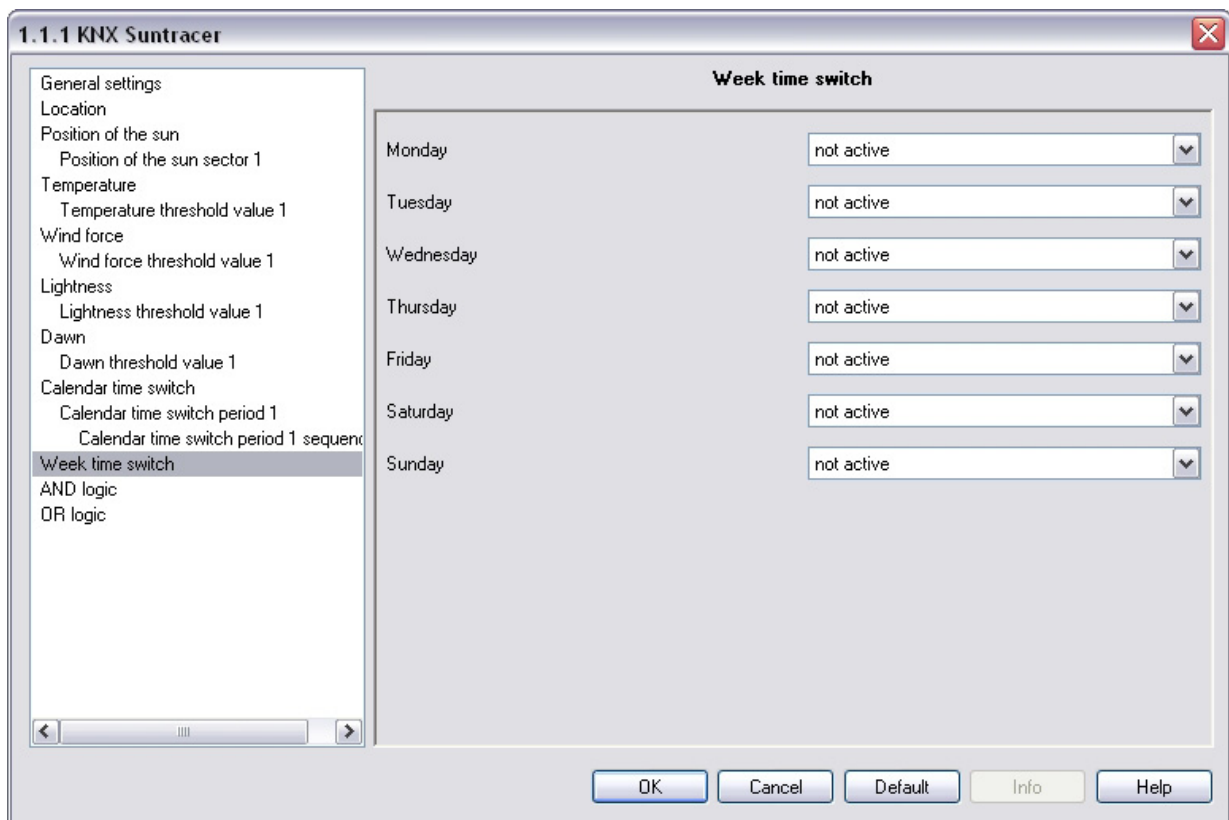 1.1.1 KNX Suntracer
General settings
Location
Position of the sun
Position of the sun sector 1
Temperature
Temperature threshold value 1
Wind force
Wind force threshold value 1
Lightness
Lightness threshold value 1
Dawn
Dawn threshold value 1
Calendar time switch
Calendar time switch period 1
Calendar time switch period 1 sequenc
Week time switch
AND logic
OR logic
Week time switch
Monday not active
Tuesday not active
Wednesday not active
Thursday not active
Friday not active
Saturday not active
Sunday not active
OK Cancel Default Info Help